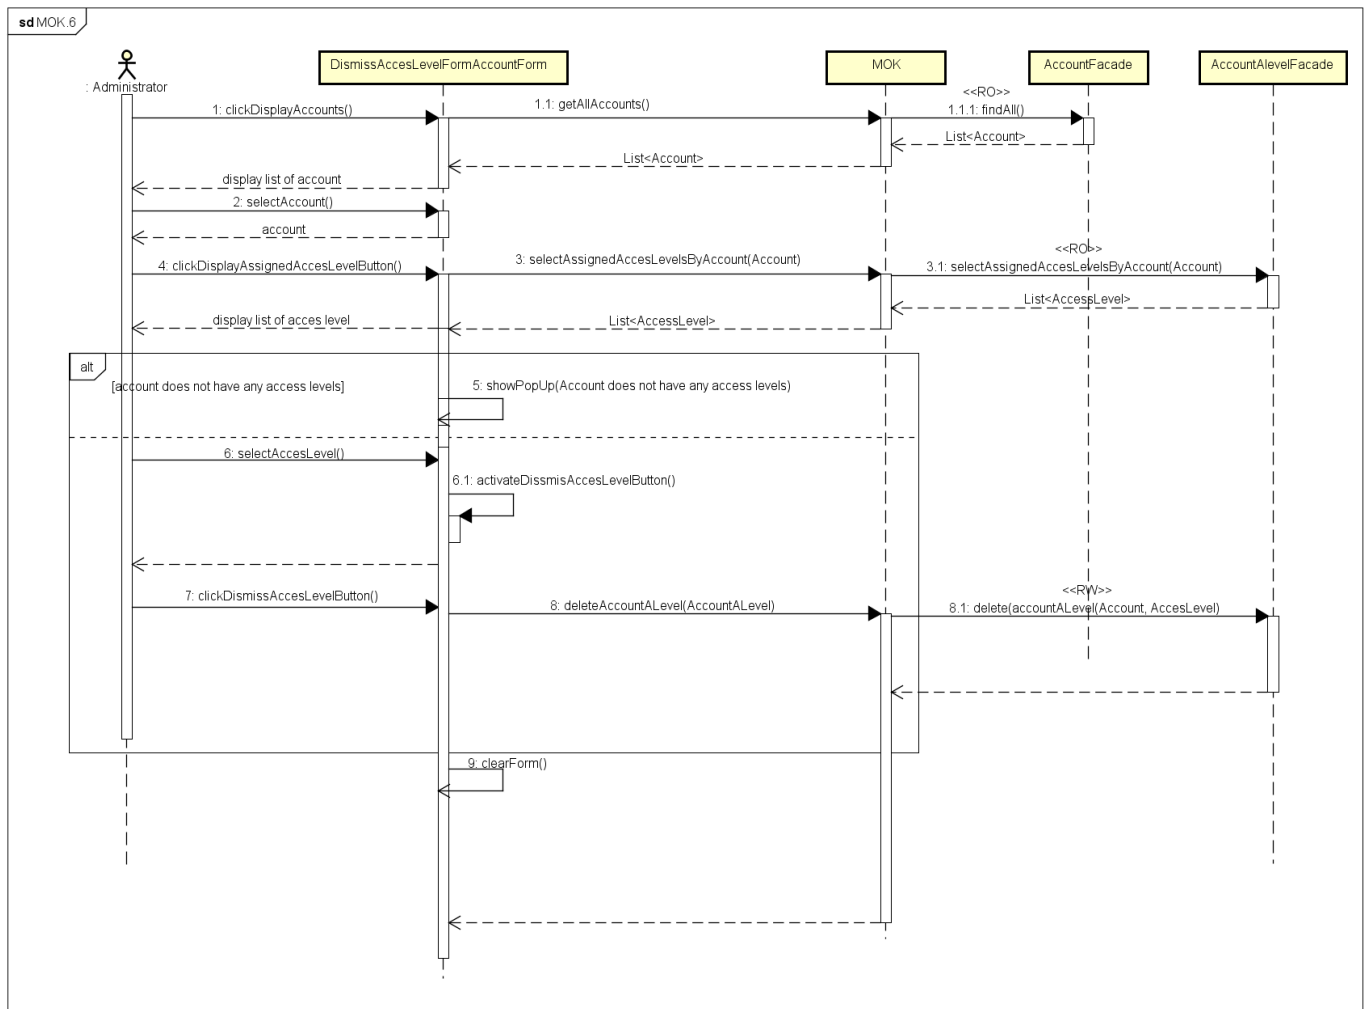 sd MOK.6
: Administrator
DismissAccesLevelFormAccountForm
MOK
AccountFacade
AccountAlevelFacade
1: clickDisplayAccounts()
1.1: getAllAccounts()
<<RO>>
1.1.1: findAll()
List<Account>
List<Account>
display list of account
2: selectAccount()
account
4: clickDisplayAssignedAccesLevelButton()
3: selectAssignedAccesLevelsByAccount(Account)
<<RO>>
3.1: selectAssignedAccesLevelsByAccount(Account)
List<AccessLevel>
display list of acces level
List<AccessLevel>
alt
[account does not have any access levels]
5: showPopUp(Account does not have any access levels)
6: selectAccesLevel()
6.1: activateDissmisAccesLevelButton()
7: clickDismissAccesLevelButton()
8: deleteAccountALevel(AccountALevel)
<<RW>>
8.1: delete(accountALevel(Account, AccesLevel)
9: clearForm()